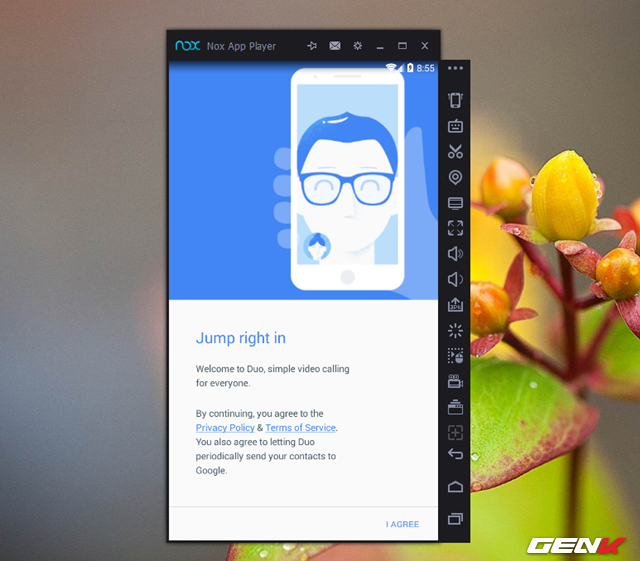 nox Nox App Player
8:55
Jump right in
Welcome to Duo, simple video calling
for everyone.
By continuing, you agree to the
Privacy Policy & Terms of Service.
You also agree to letting Duo
periodically send your contacts to
Google.
I AGREE
GENK